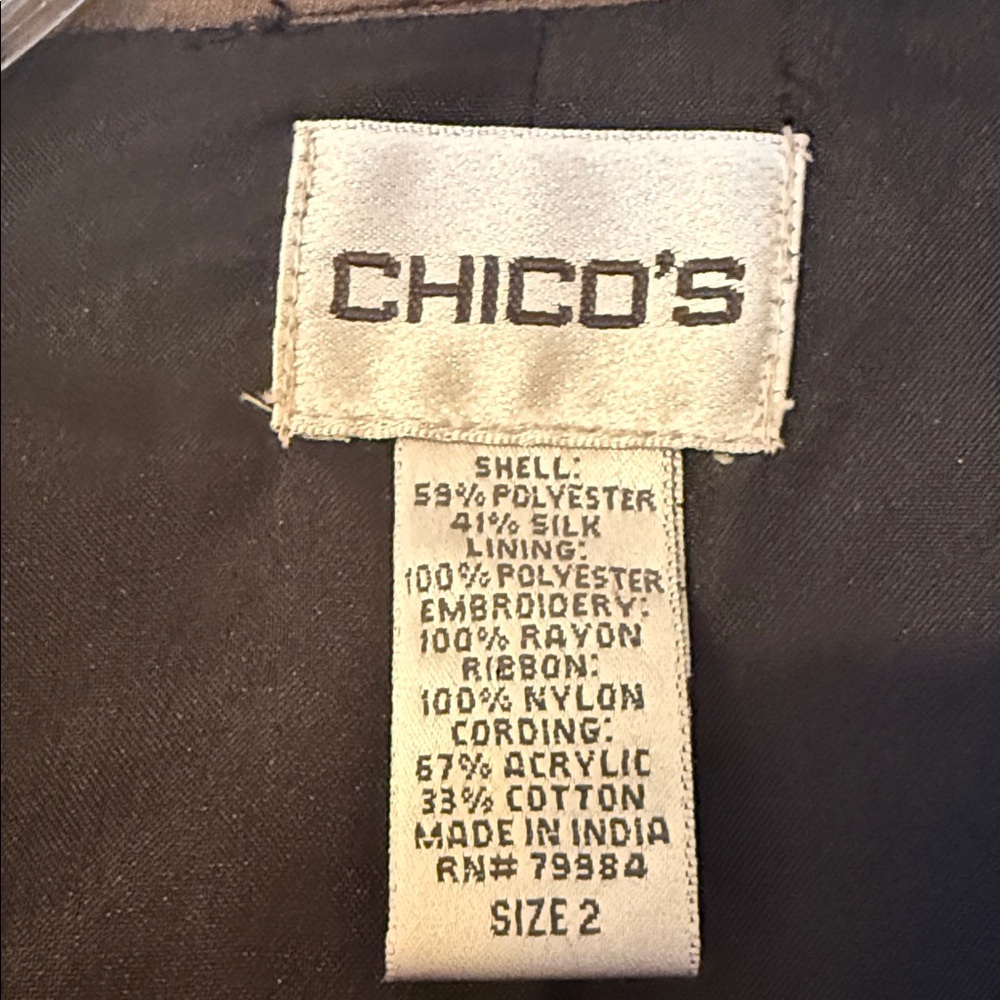 CHICO'S
SHELL:
59% POLYESTER
41% SILK
LINING:
100% POLYESTER
EMBROIDERY:
100% RAYON
RIBBON:
100% NYLON
CORDING:
67% ACRYLIC
33% COTTON
MADE IN INDIA
RN# 79984
SIZE 2